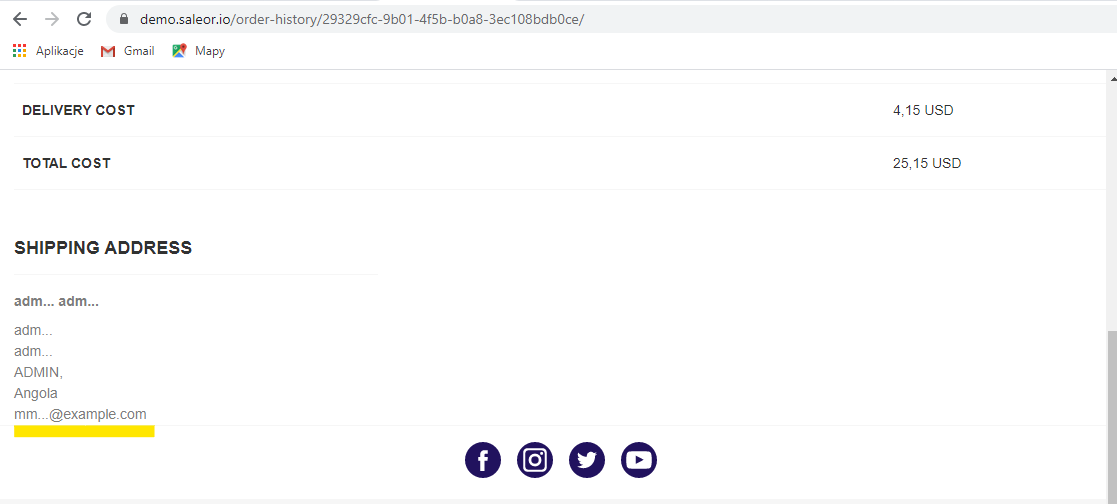 demo.saleor.io/order-history/29329cfc-9b01-4f5b-b0a8-3ec108bdb0ce/
Aplikacje Gmail Mapy
DELIVERY COST 4,15 USD
TOTAL COST 25,15 USD
SHIPPING ADDRESS
adm... adm...
adm...
adm...
ADMIN,
Angola
mm...@example.com